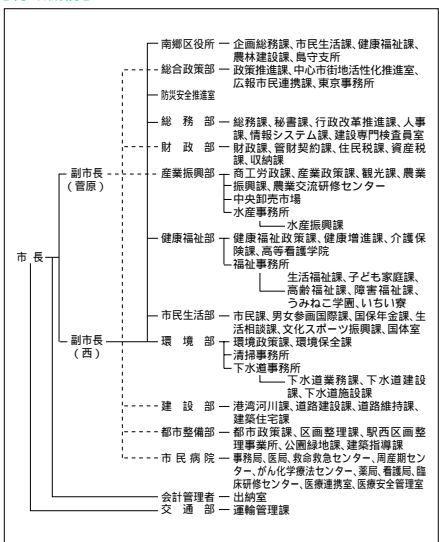 南郷区役所 企画総務課、市民生活課、健康福祉課、
農林建設課、島守支所
総合政策部 政策推進課、中心市街地活性化推進室、
広報市民連携課、東京事務所
防災安全推進室
総務部 総務課、秘書課、行政改革推進課、人事
課、情報システム課、建設専門検査員室
財政部 財政課、管財契約課、住民税課、資産税
課、収納課
副市長
(菅原)
産業振興部 商工労政課、産業政策課、観光課、農業
振興課、農業交流研修センター
中央卸売市場
水産事務所
水産振興課
健康福祉部 健康福祉政策課、健康増進課、介護保
険課、高等看護学院
福祉事務所
生活福祉課、子ども家庭課、
高齢福祉課、障害福祉課、
うみねこ学園、いちい寮
市長
市民生活部 市民課、男女参画国際課、国保年金課、生
活相談課、文化スポーツ振興課、国体室
副市長
(西)
環境部 環境政策課、環境保全課
清掃事務所
下水道事務所
下水道業務課、下水道建設
課、下水道施設課
建設部 港湾河川課、道路建設課、道路維持課、
建築住宅課
都市整備部 都市政策課、区画整理課、駅西区画整
理事業所、公園緑地課、建築指導課
市民病院 事務局、医局、救命救急センター、周産期セン
ター、がん化学療法センター、薬局、看護局、臨
床研修センター、医療連携室、医療安全管理室
会計管理者 出納室
交通部 運輸管理課